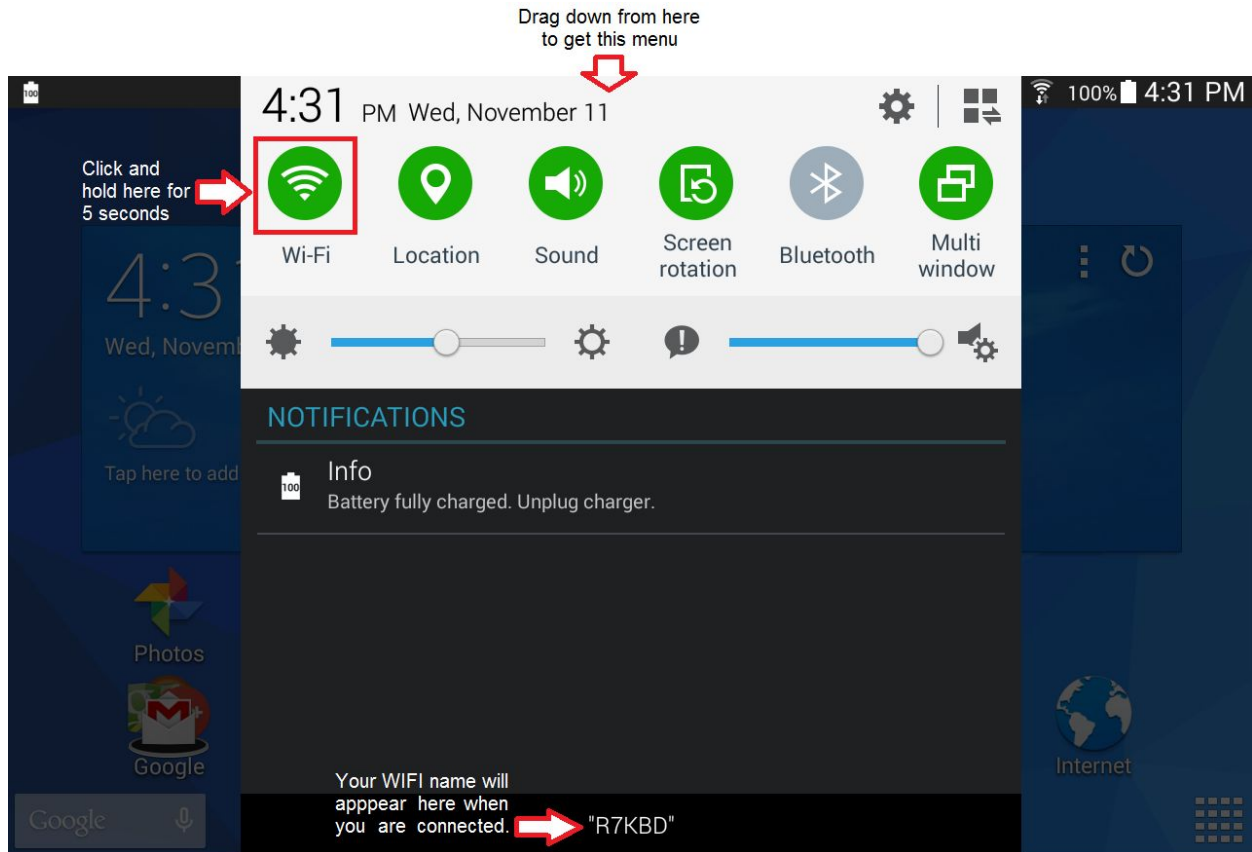 Drag down from here
to get this menu
100
4:31 PM Wed, November 11
100% 4:31 PM
Click and
hold here for
5 seconds
Wi-Fi
Location
Sound
Screen
rotation
Bluetooth
Multi
window
4:3
Wed, Novem
NOTIFICATIONS
Tap here to add
100
Info
Battery fully charged. Unplug charger.
Photos
Google
Internet
Your WIFI name will
apppear here when
you are connected.
"R7KBD"
Google